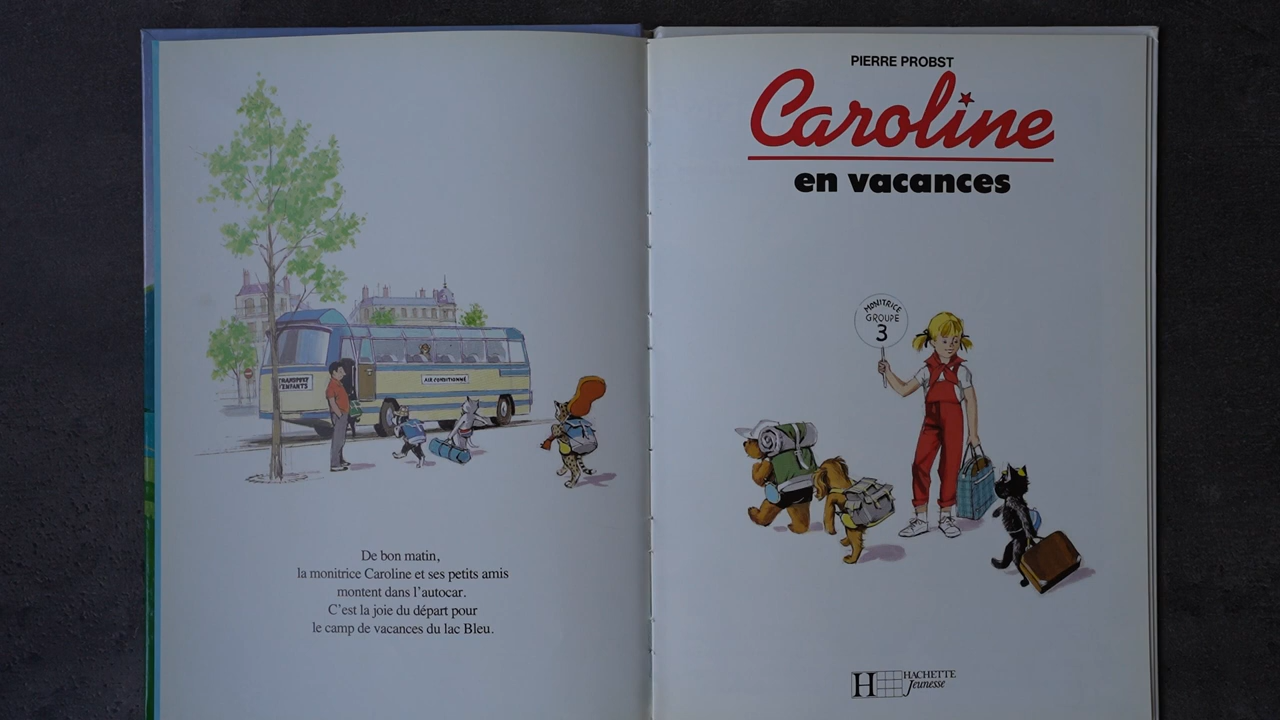 TRANSPORT
D'ENFANTS
AIR CONDITIONNÉ
De bon matin,
la monitrice Caroline et ses petits amis
montent dans l'autocar.
C'est la joie du départ pour
le camp de vacances du lac Bleu.
PIERRE PROBST
Caroline
en vacances
MONITRICE
GROUPE
3
H
HACHETTE
Jeunesse